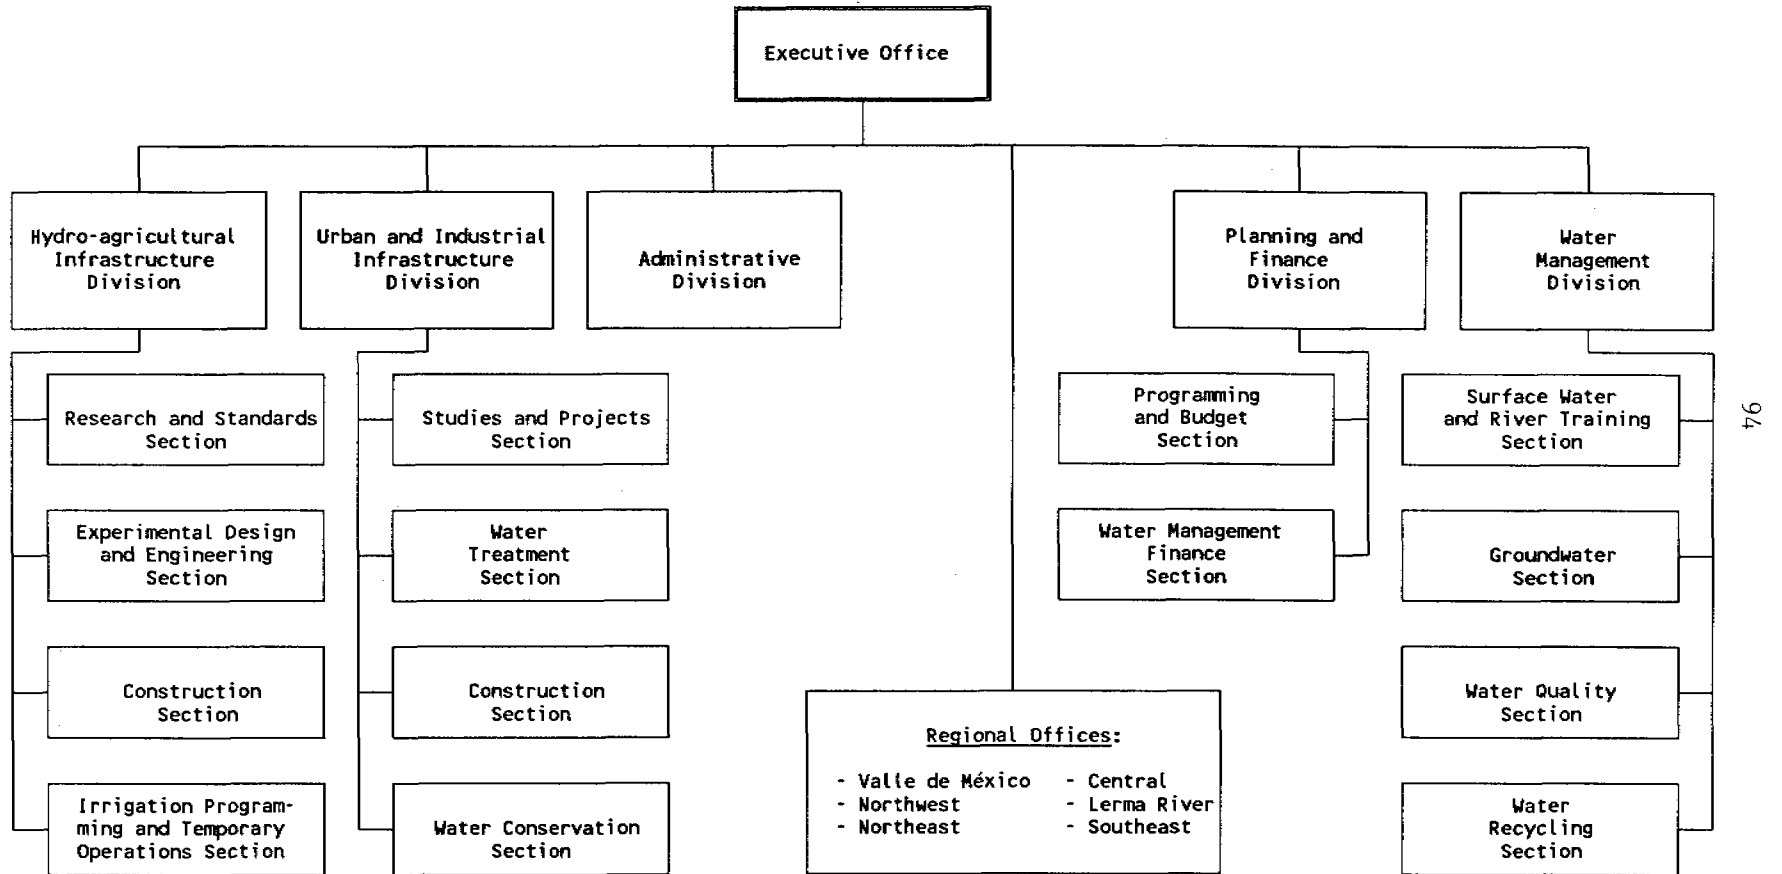 Executive Office
Hydro-agricultural
Infrastructure
Division
Urban and Industrial
Infrastructure
Division
Administrative
Division
Planning and
Finance
Division
Water
Management
Division
Research and Standards
Section
Experimental Design
and Engineering
Section
Construction
Section
Irrigation Program-
ming and Temporary
Operations Section
Studies and Projects
Section
Water
Treatment
Section
Construction
Section
Water Conservation
Section
Regional Offices:
- Valle de México
- Northwest
- Northeast
- Central
- Lerma River
- Southeast
Programming
and Budget
Section
Water Management
Finance
Section
Surface Water
and River Training
Section
Groundwater
Section
Water Quality
Section
Water
Recycling
Section
94